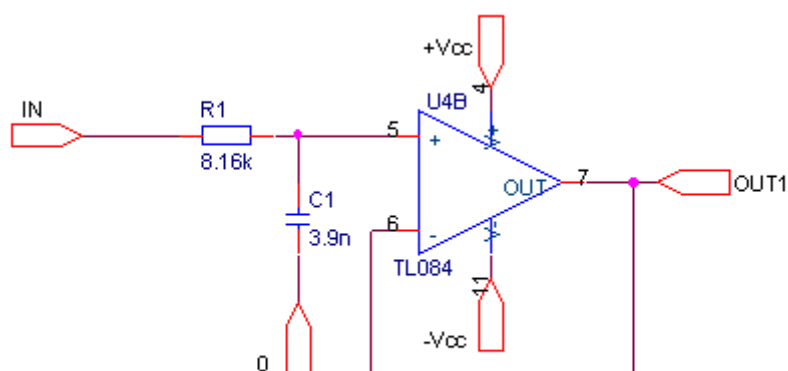 +Vcc
4
U4B
IN
R1
8.16k
5
+
OUT
7
OUT1
C1
3.9n
6
-
TL084
11
-Vcc
0